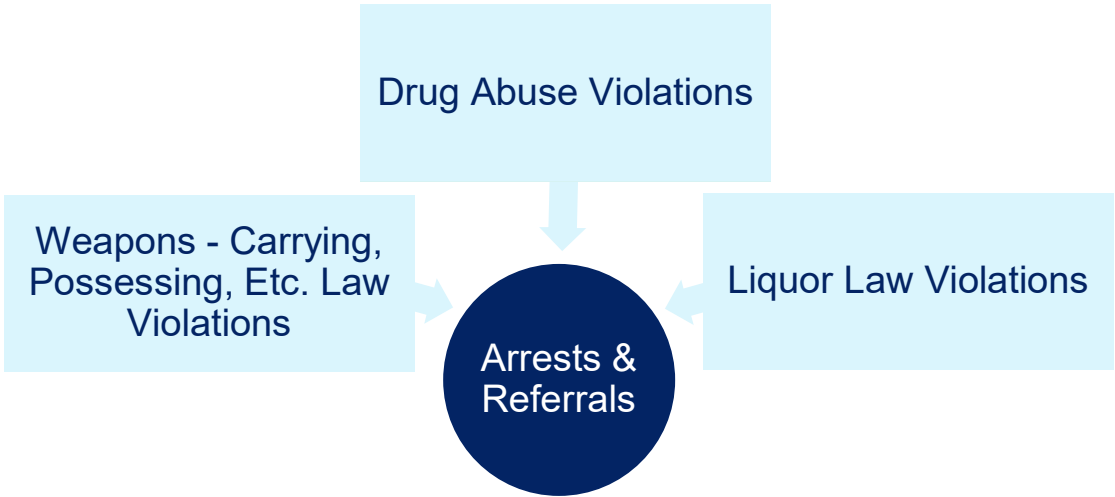 Drug Abuse Violations
Weapons - Carrying,
Possessing, Etc. Law
Violations
Liquor Law Violations
Arrests &
Referrals